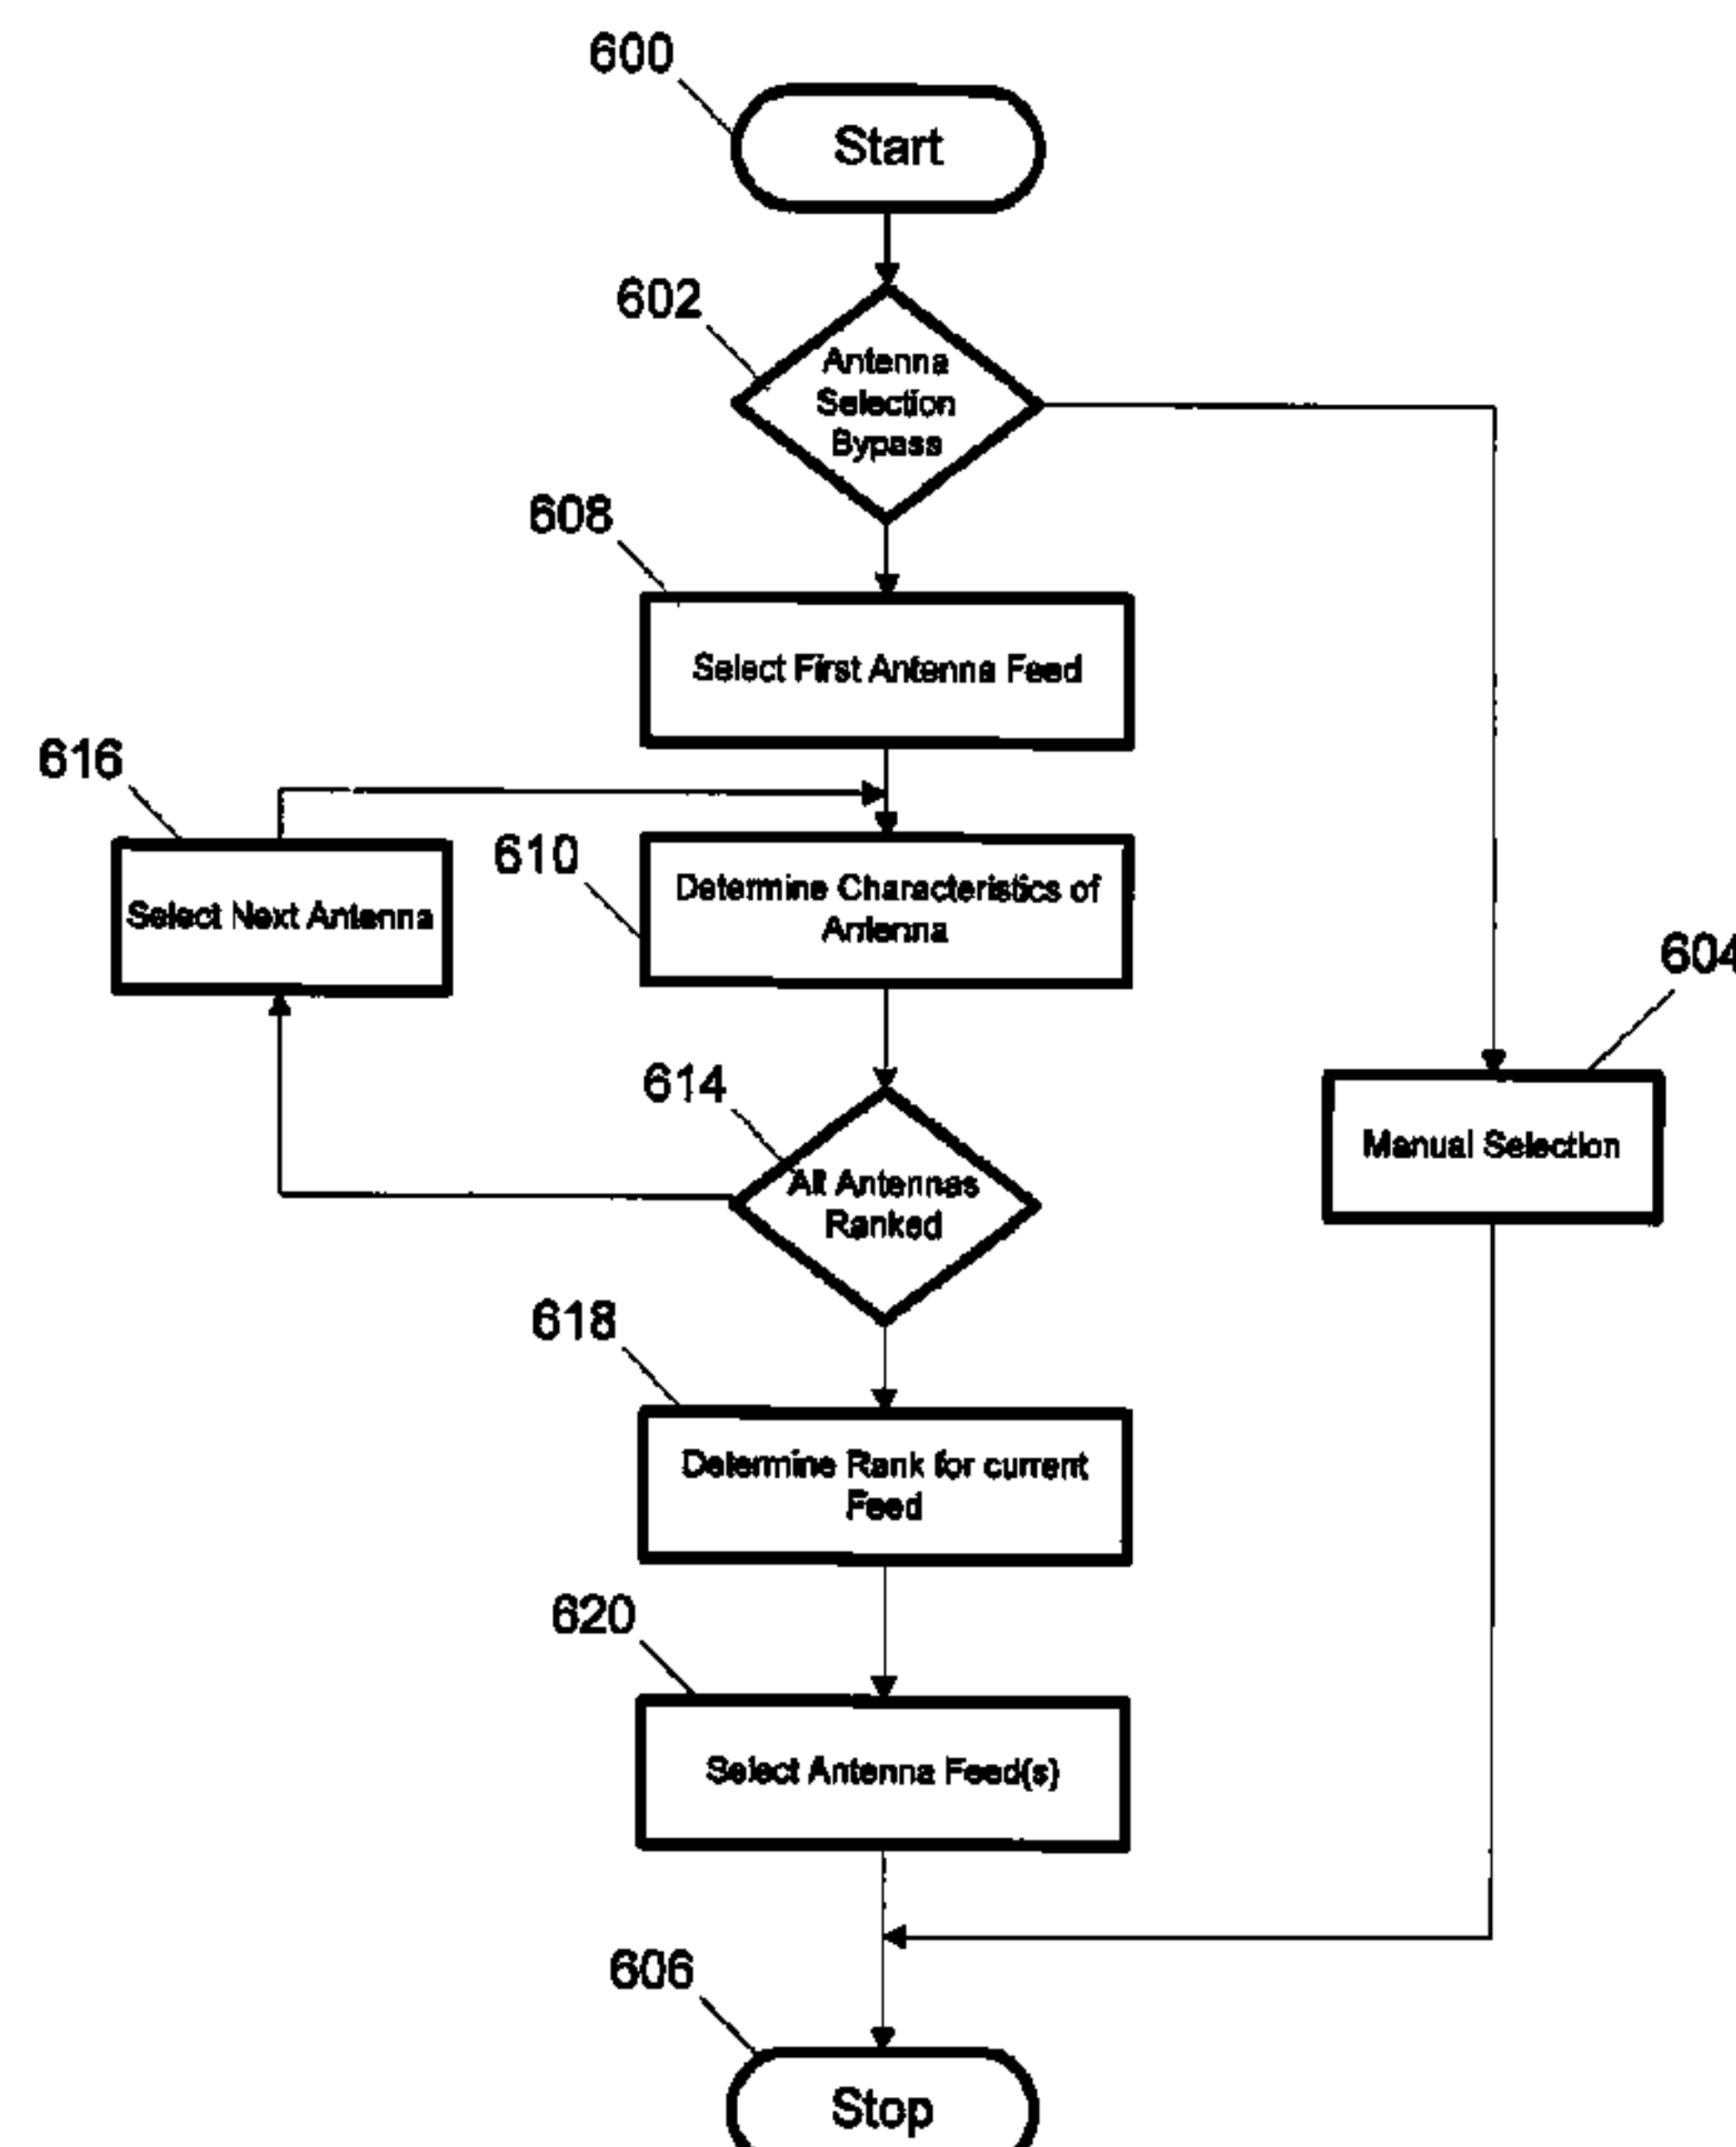 600
Start
602
Antenna
Selection
Bypass
608
Select First Antenna Feed
616
Select Next Antenna
610
Determine Characteristics of
Antenna
604
Manual Selection
614
All Antennas
Ranked
618
Determine Rank for current
Feed
620
Select Antenna Feed(s)
606
Stop